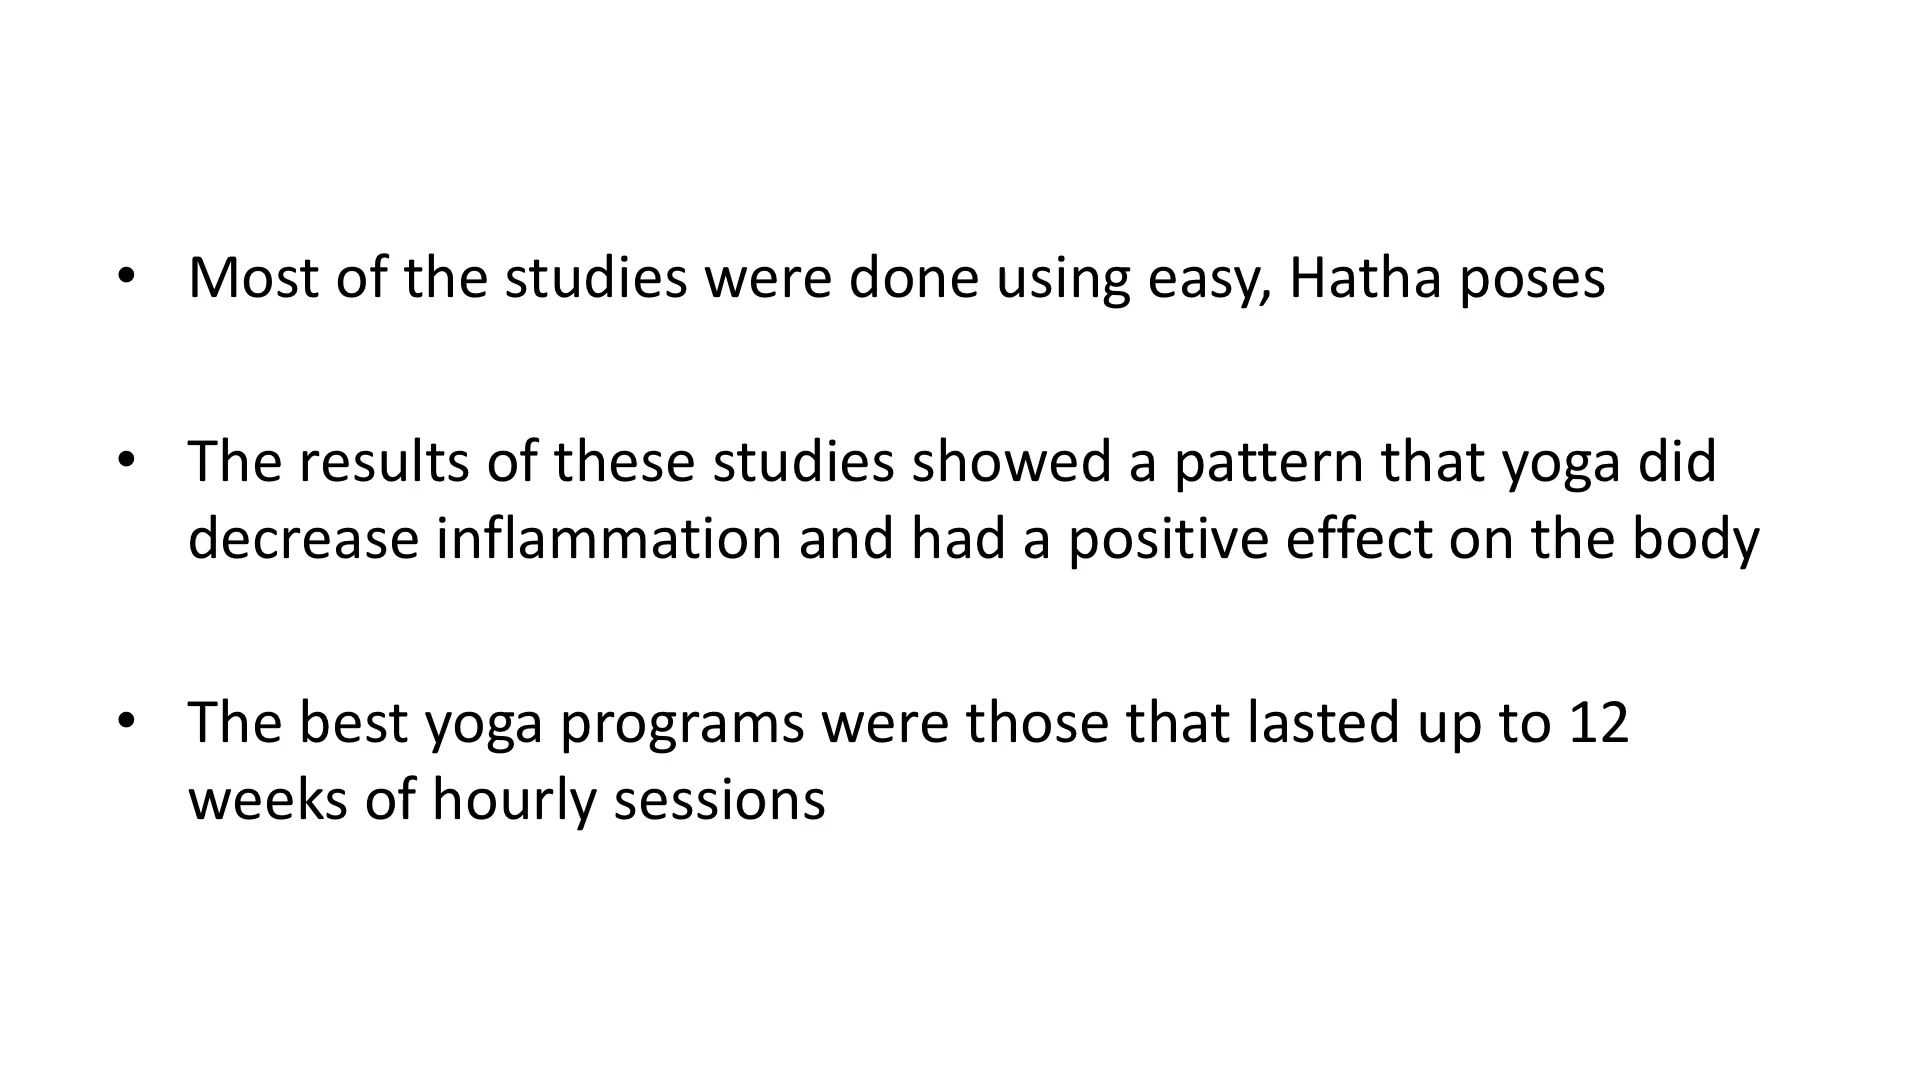 • Most of the studies were done using easy, Hatha poses
• The results of these studies showed a pattern that yoga did
decrease inflammation and had a positive effect on the body
• The best yoga programs were those that lasted up to 12
weeks of hourly sessions